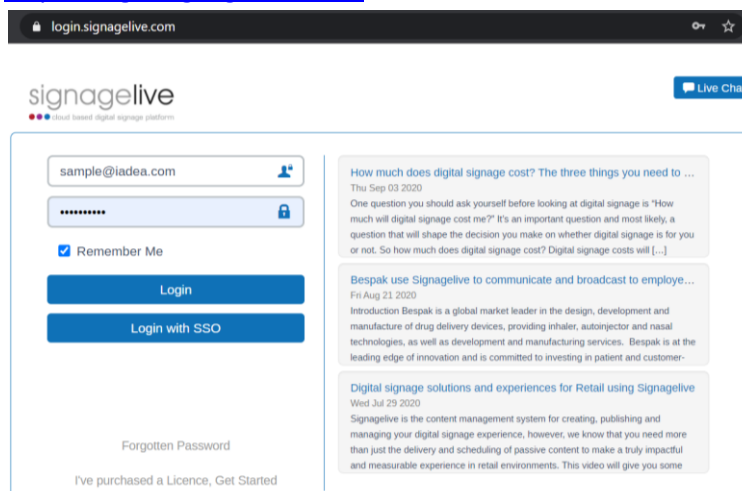 login.signagelive.com
signagelive
cloud based digital signage platform
Live Cha
sample@iadea.com
••••••••••
Remember Me
Login
Login with SSO
Forgotten Password
I've purchased a Licence, Get Started
How much does digital signage cost? The three things you need to ...
Thu Sep 03 2020
One question you should ask yourself before looking at digital signage is “How
much will digital signage cost me?” It's an important question and most likely, a
question that will shape the decision you make on whether digital signage is for you
or not. So how much does digital signage cost? Digital signage costs will […]
Bespak use Signagelive to communicate and broadcast to employe...
Fri Aug 21 2020
Introduction Bespak is a global market leader in the design, development and
manufacture of drug delivery devices, providing inhaler, autoinjector and nasal
technologies, as well as development and manufacturing services.  Bespak is at the
leading edge of innovation and is committed to investing in patient and customer-
Digital signage solutions and experiences for Retail using Signagelive
Wed Jul 29 2020
Signagelive is the content management system for creating, publishing and
managing your digital signage experience, however, we know that you need more
than just the delivery and scheduling of passive content to make a truly impactful
and measurable experience in retail environments. This video will give you some